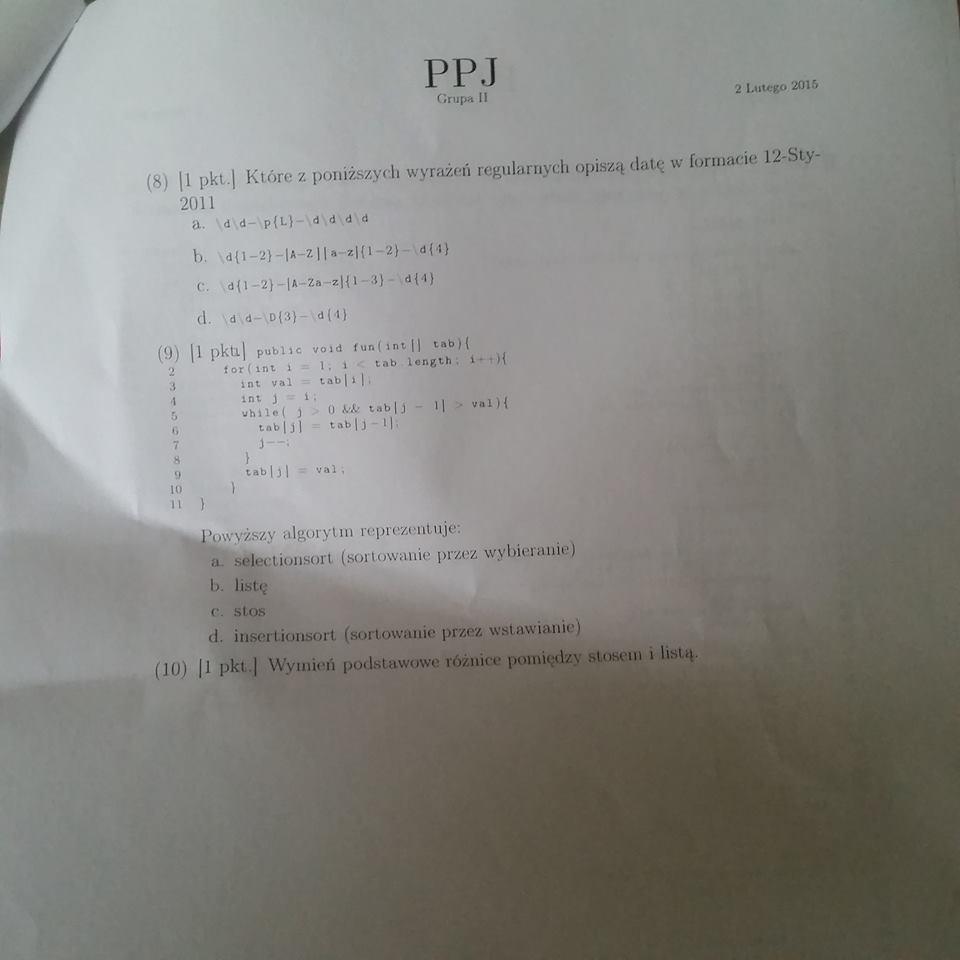 PPJ
Grupa II
2 Lutego 2015
(8) [1 pkt.] Które z poniższych wyrażeń regularnych opiszą datę w formacie 12-Sty-
2011
a. \d\d-\p{L}-\d\d\d\d
b. \d{1-2}-[A-Z][a-z]{1-2}-\d{4}
c. \d{1-2}-[A-Za-z]{1-3}-\d{4}
d. \d\d-\D{3}-\d{4}
(9) [1 pkt.] public void fun(int[] tab){
2 for(int i = 1; i < tab.length; i++){
3 int val = tab[i];
4 int j = i;
5 while( j > 0 && tab[j - 1] > val){
6 tab[j] = tab[j-1];
7 j--;
8 }
9 tab[j] = val;
10 }
11 }
Powyższy algorytm reprezentuje:
a. selectionsort (sortowanie przez wybieranie)
b. listę
c. stos
d. insertionsort (sortowanie przez wstawianie)
(10) [1 pkt.] Wymień podstawowe różnice pomiędzy stosem i listą.